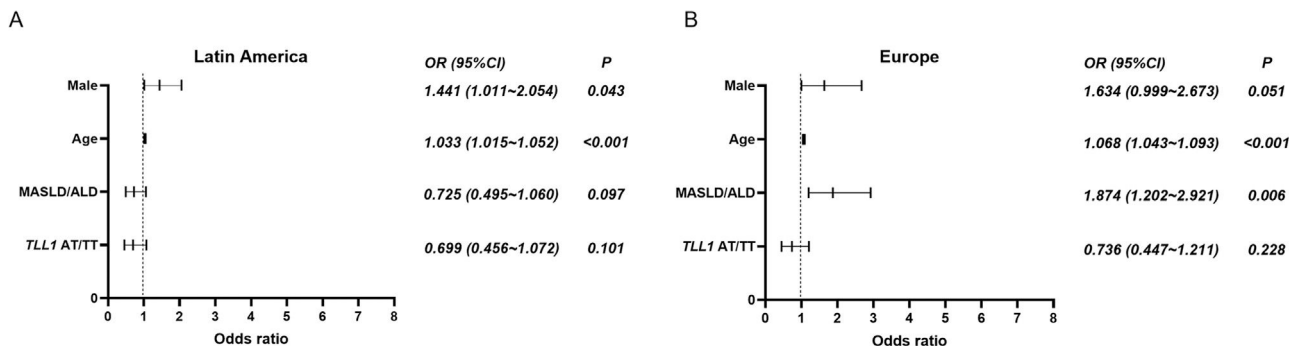 A
Latin America
OR (95%CI) P
Male 1.441 (1.011~2.054) 0.043
Age 1.033 (1.015~1.052) <0.001
MASLD/ALD 0.725 (0.495~1.060) 0.097
TLL1 AT/TT 0.699 (0.456~1.072) 0.101
0
0 1 2 3 4 5 6 7 8
Odds ratio
B
Europe
OR (95%CI) P
Male 1.634 (0.999~2.673) 0.051
Age 1.068 (1.043~1.093) <0.001
MASLD/ALD 1.874 (1.202~2.921) 0.006
TLL1 AT/TT 0.736 (0.447~1.211) 0.228
0
0 1 2 3 4 5 6 7 8
Odds ratio